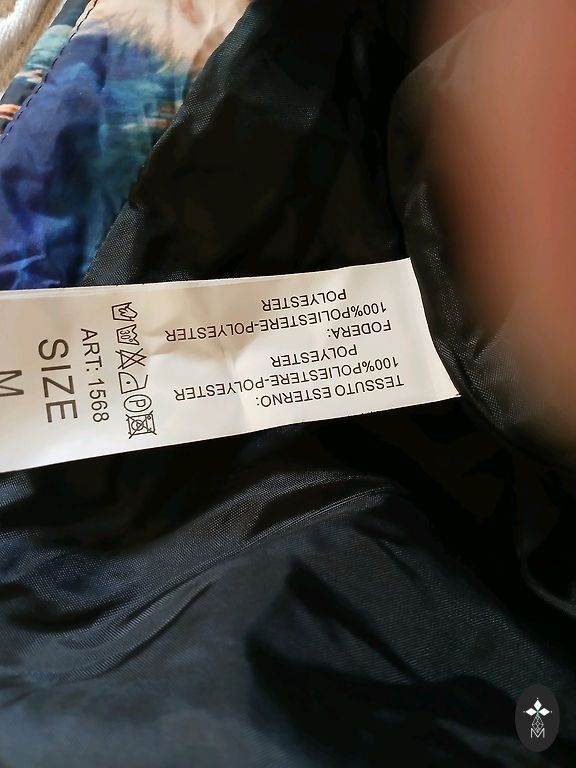 TESSUTO ESTERNO:
100%POLIESTERE-POLYESTER
POLYESTER
FODERA:
100%POLIESTERE-POLYESTER
POLYESTER
ART: 1568
SIZE
M
M